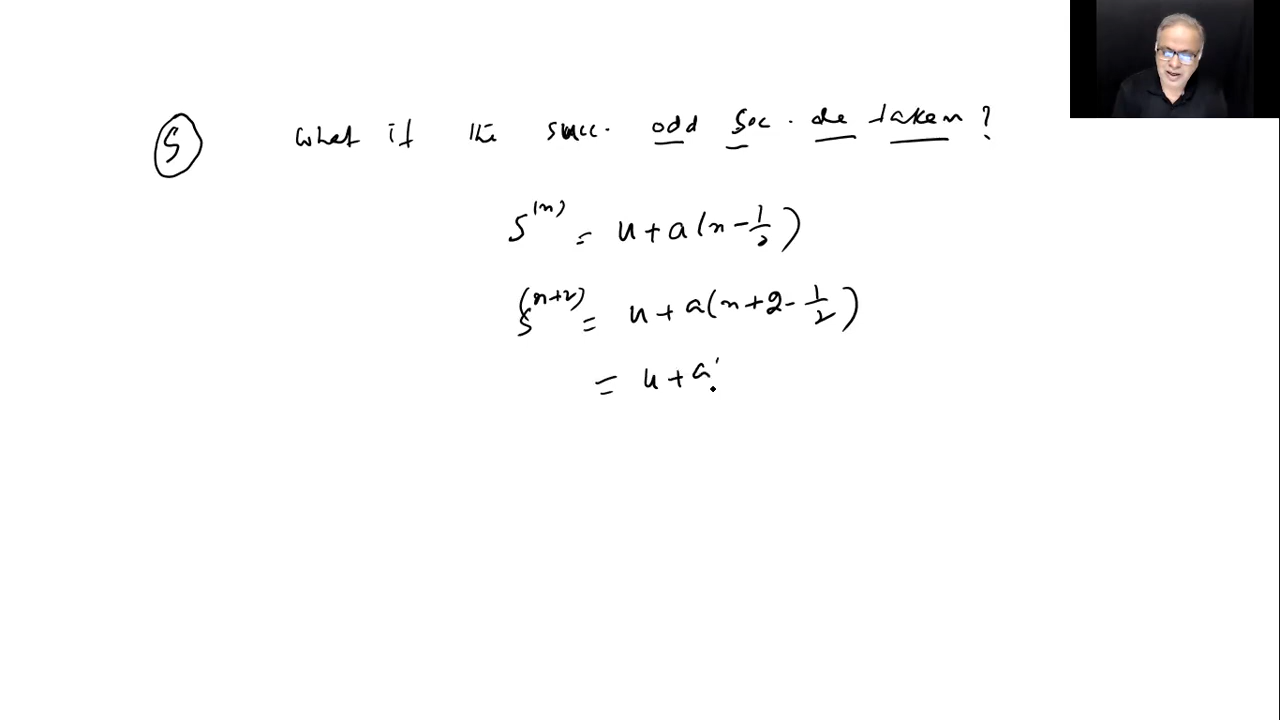 5 What if the succ. odd sec. are taken?
S^(n) = u + a(n - 1/2)
S^(n+2) = u + a(n+2 - 1/2)
= u + a